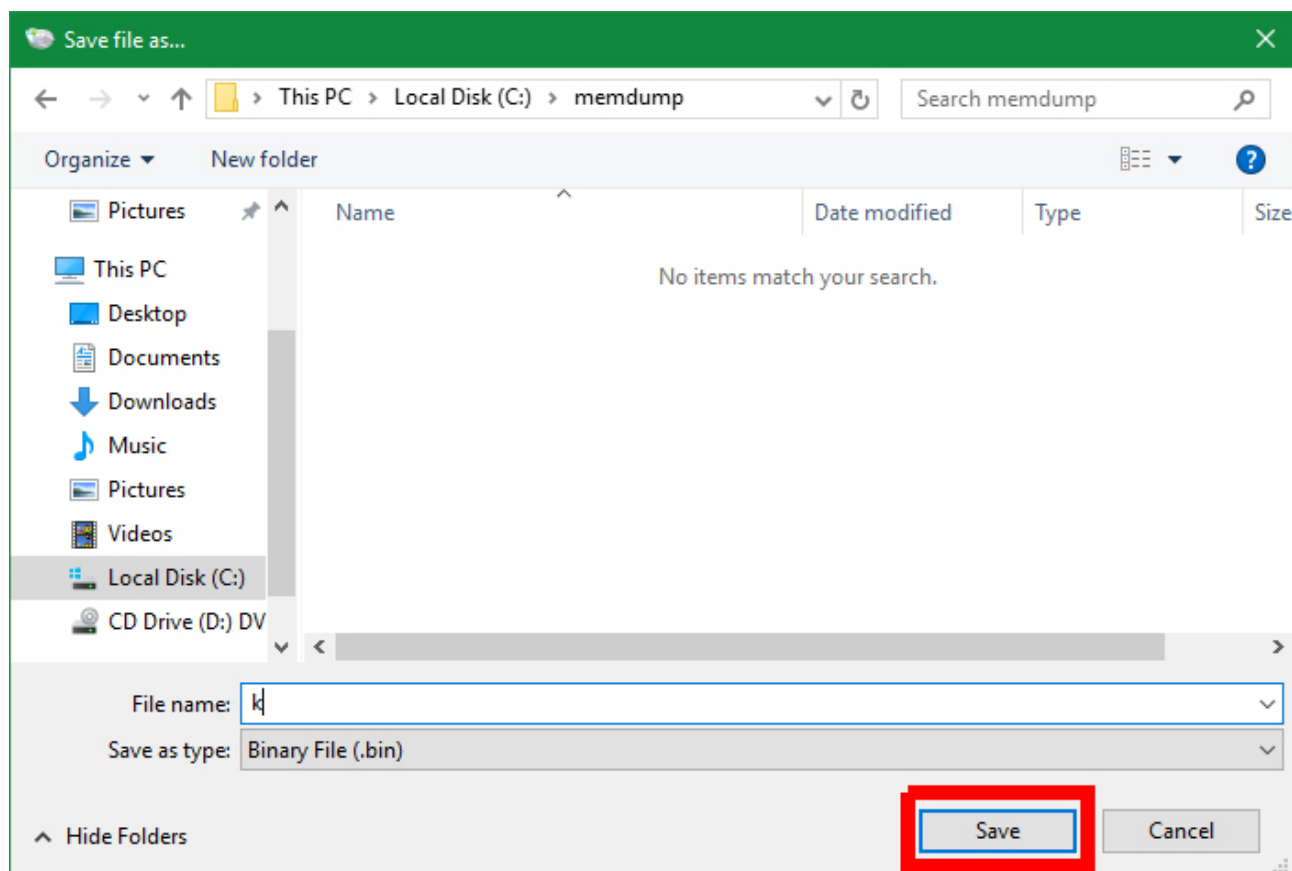 Save file as...
This PC > Local Disk (C:) > memdump
Search memdump
Organize
New folder
?
Name
Date modified
Type
Size
Pictures
This PC
Desktop
Documents
Downloads
Music
Pictures
Videos
Local Disk (C:)
CD Drive (D:) DV
No items match your search.
File name: k
Save as type: Binary File (.bin)
Hide Folders
Save
Cancel